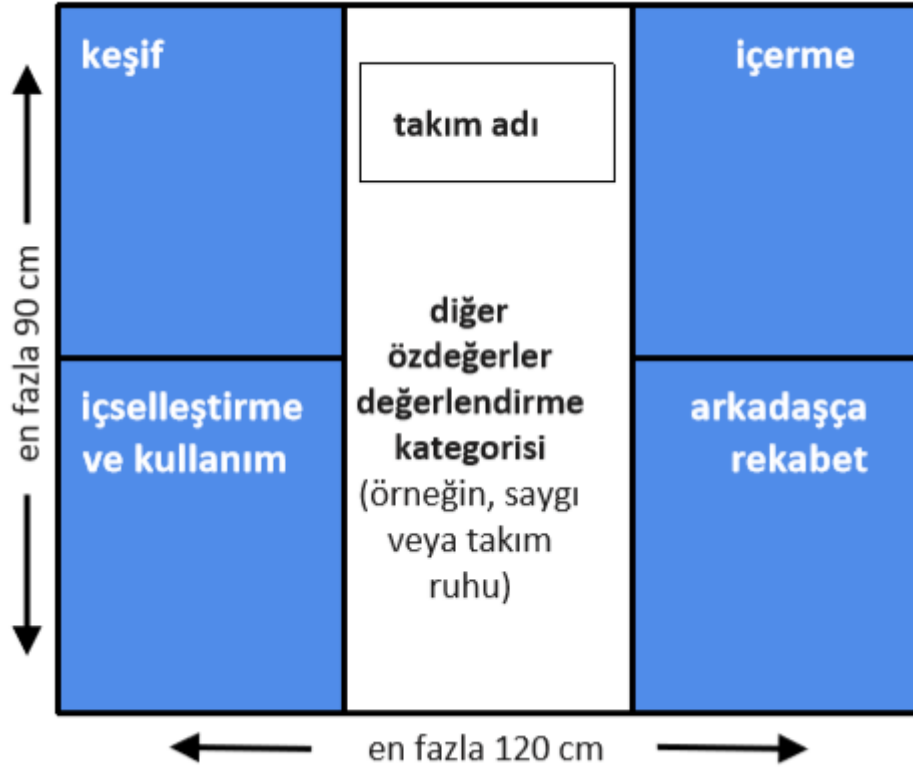 keşif
içerme
takım adı
en fazla 90 cm
diğer
özdeğerler
değerlendirme
kategorisi
(örneğin, saygı
veya takım
ruhu)
içselleştirme
ve kullanım
arkadaşça
rekabet
en fazla 120 cm